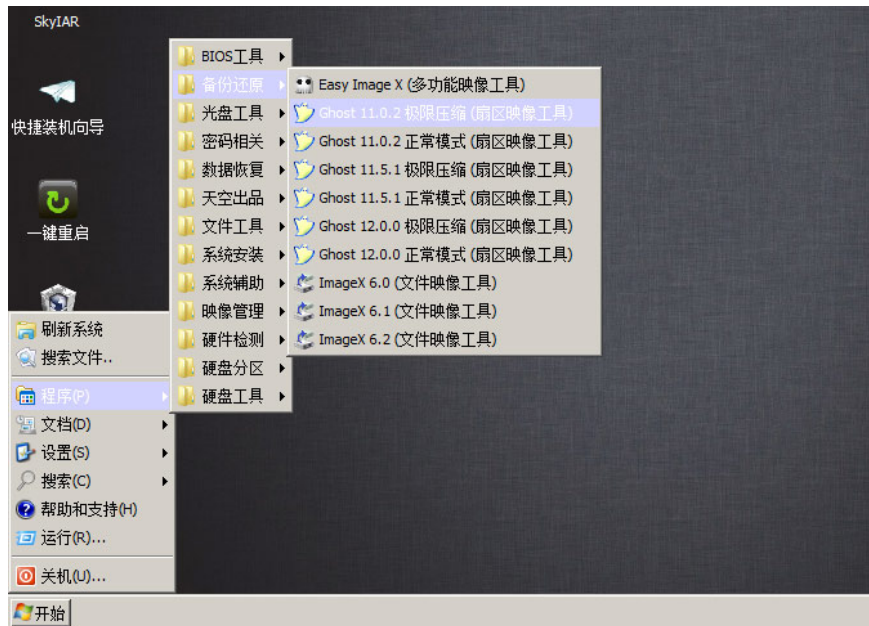 SkyIAR
快捷装机向导
一键重启
BIOS工具
备份还原
光盘工具
密码相关
数据恢复
天空出品
文件工具
系统安装
系统辅助
映像管理
硬件检测
硬盘分区
硬盘工具
Easy Image X (多功能映像工具)
Ghost 11.0.2 极限压缩 (扇区映像工具)
Ghost 11.0.2 正常模式 (扇区映像工具)
Ghost 11.5.1 极限压缩 (扇区映像工具)
Ghost 11.5.1 正常模式 (扇区映像工具)
Ghost 12.0.0 极限压缩 (扇区映像工具)
Ghost 12.0.0 正常模式 (扇区映像工具)
ImageX 6.0 (文件映像工具)
ImageX 6.1 (文件映像工具)
ImageX 6.2 (文件映像工具)
刷新系统
搜索文件..
程序(P)
文档(D)
设置(S)
搜索(C)
帮助和支持(H)
运行(R)...
关机(U)...
开始